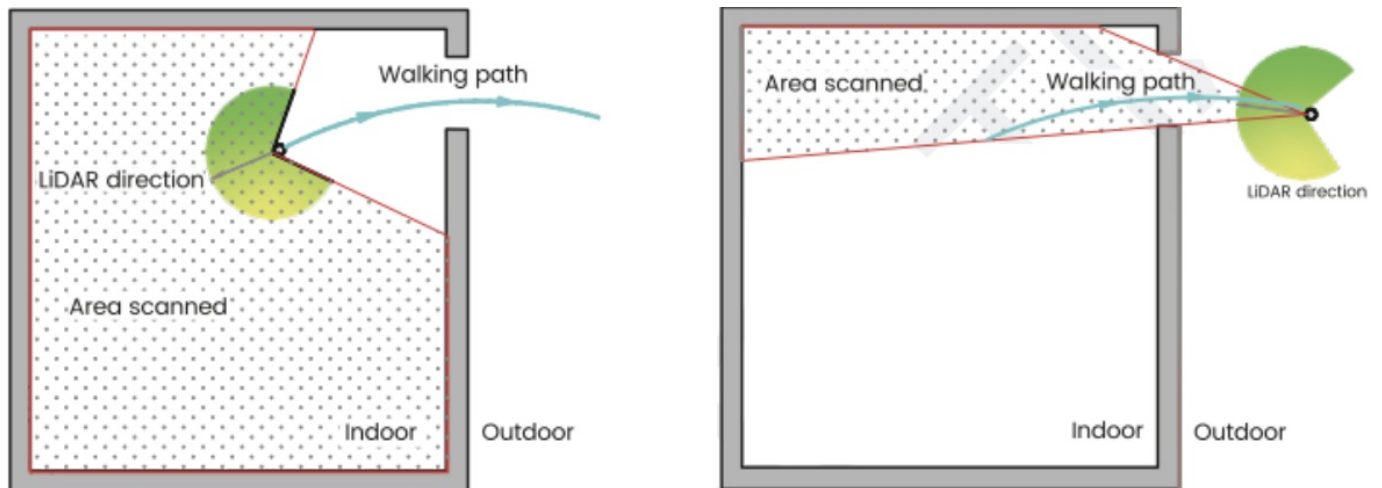 Walking path
LiDAR direction
Area scanned
Indoor
Outdoor
Area scanned
Walking path
LiDAR direction
Indoor
Outdoor